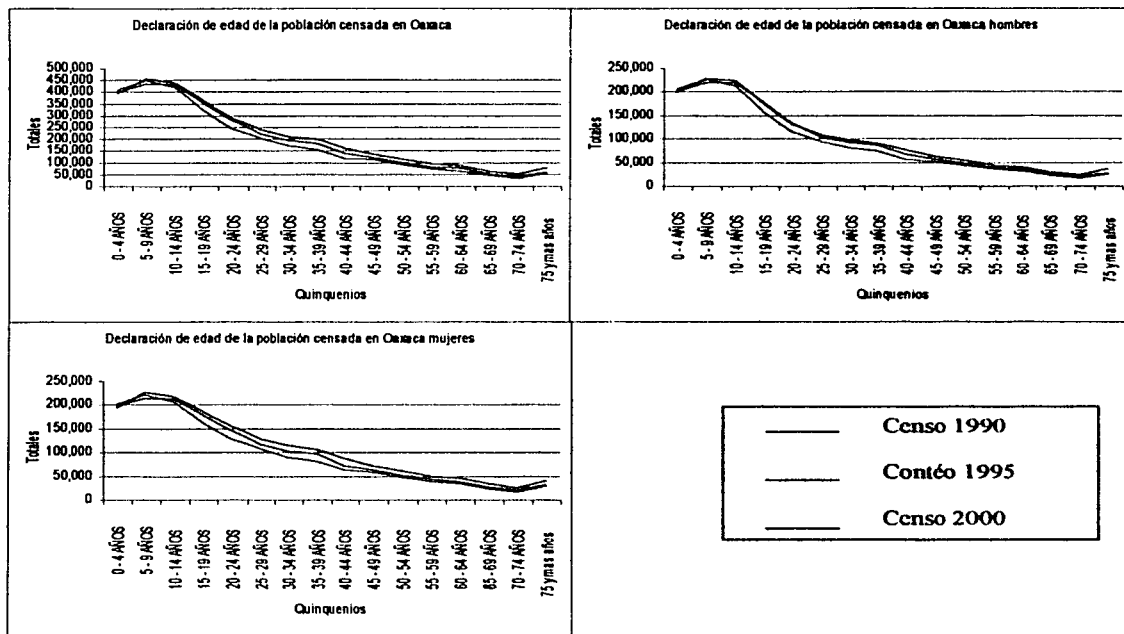 Declaración de edad de la población censada en Oaxaca
Totales
500,000
450,000
400,000
350,000
300,000
250,000
200,000
150,000
100,000
50,000
0
0 - 4 AÑOS
5 - 9 AÑOS
10 - 14 AÑOS
15 - 19 AÑOS
20 - 24 AÑOS
25 - 29 AÑOS
30 - 34 AÑOS
35 - 39 AÑOS
40 - 44 AÑOS
45 - 49 AÑOS
50 - 54 AÑOS
55 - 59 AÑOS
60 - 64 AÑOS
65 - 69 AÑOS
70 - 74 AÑOS
75 y mas años
Quinquenios
Declaración de edad de la población censada en Oaxaca hombres
Totales
250,000
200,000
150,000
100,000
50,000
0
0 - 4 AÑOS
5 - 9 AÑOS
10 - 14 AÑOS
15 - 19 AÑOS
20 - 24 AÑOS
25 - 29 AÑOS
30 - 34 AÑOS
35 - 39 AÑOS
40 - 44 AÑOS
45 - 49 AÑOS
50 - 54 AÑOS
55 - 59 AÑOS
60 - 64 AÑOS
65 - 69 AÑOS
70 - 74 AÑOS
75 y mas años
Quinquenios
Declaración de edad de la población censada en Oaxaca mujeres
Totales
250,000
200,000
150,000
100,000
50,000
0
0 - 4 AÑOS
5 - 9 AÑOS
10 - 14 AÑOS
15 - 19 AÑOS
20 - 24 AÑOS
25 - 29 AÑOS
30 - 34 AÑOS
35 - 39 AÑOS
40 - 44 AÑOS
45 - 49 AÑOS
50 - 54 AÑOS
55 - 59 AÑOS
60 - 64 AÑOS
65 - 69 AÑOS
70 - 74 AÑOS
75 y mas años
Quinquenios
Censo 1990
Contéo 1995
Censo 2000